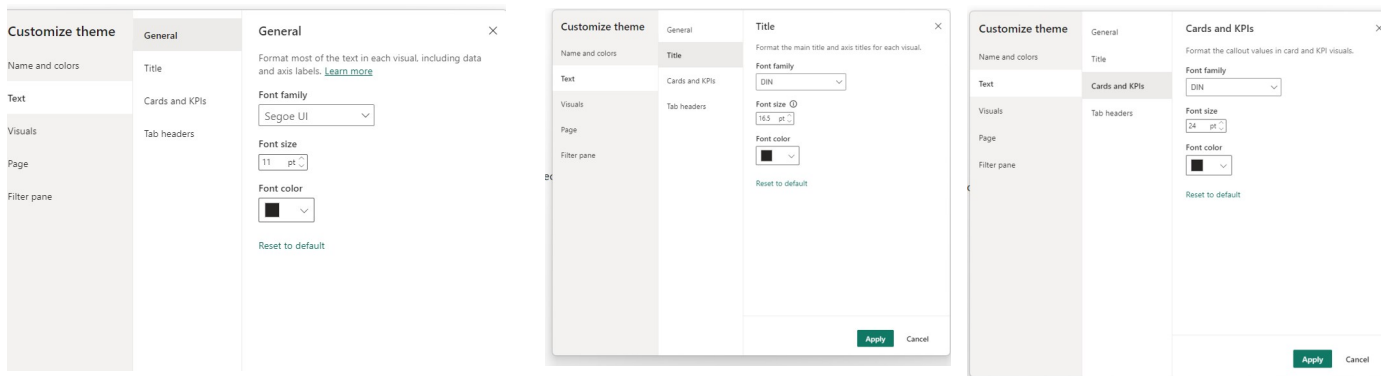 Customize theme
Name and colors
Text
Visuals
Page
Filter pane
General
Title
Cards and KPIs
Tab headers
General
Format most of the text in each visual, including data
and axis labels. Learn more
Font family
Segoe UI
Font size
11 pt
Font color
Reset to default
Customize theme
Name and colors
Text
Visuals
Page
Filter pane
General
Title
Cards and KPIs
Tab headers
Title
Format the main title and axis titles for each visual.
Font family
DIN
Font size
16.5 pt
Font color
Reset to default
Apply Cancel
Customize theme
Name and colors
Text
Visuals
Page
Filter pane
General
Title
Cards and KPIs
Tab headers
Cards and KPIs
Format the callout values in card and KPI visuals.
Font family
DIN
Font size
24 pt
Font color
Reset to default
Apply Cancel